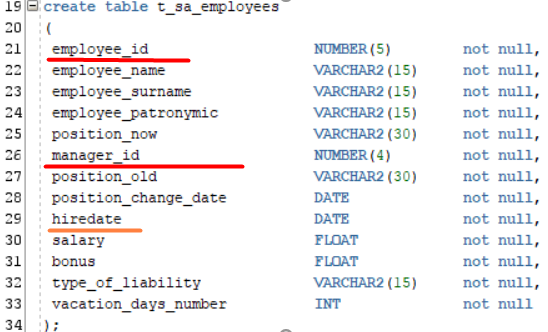 19 create table t_sa_employees
20 (
21 employee_id NUMBER(5) not null,
22 employee_name VARCHAR2(15) not null,
23 employee_surname VARCHAR2(15) not null,
24 employee_patronymic VARCHAR2(15) not null,
25 position_now VARCHAR2(30) not null,
26 manager_id NUMBER(4) not null,
27 position_old VARCHAR2(30) not null,
28 position_change_date DATE not null,
29 hiredate DATE not null,
30 salary FLOAT not null,
31 bonus FLOAT not null,
32 type_of_liability VARCHAR2(15) not null,
33 vacation_days_number INT not null
34 );